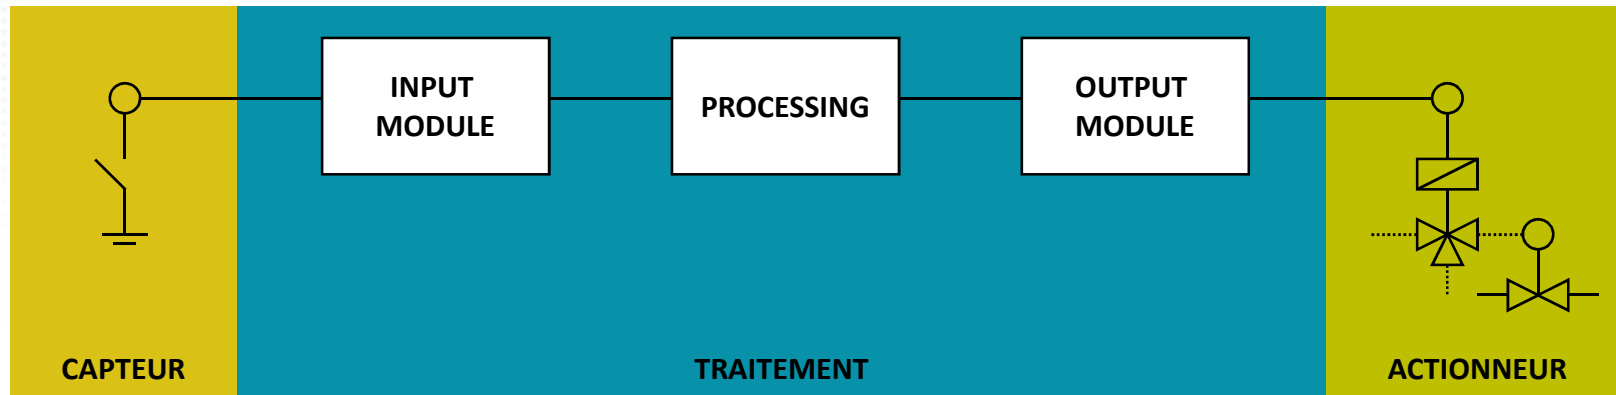 INPUT
MODULE
PROCESSING
OUTPUT
MODULE
CAPTEUR
TRAITEMENT
ACTIONNEUR